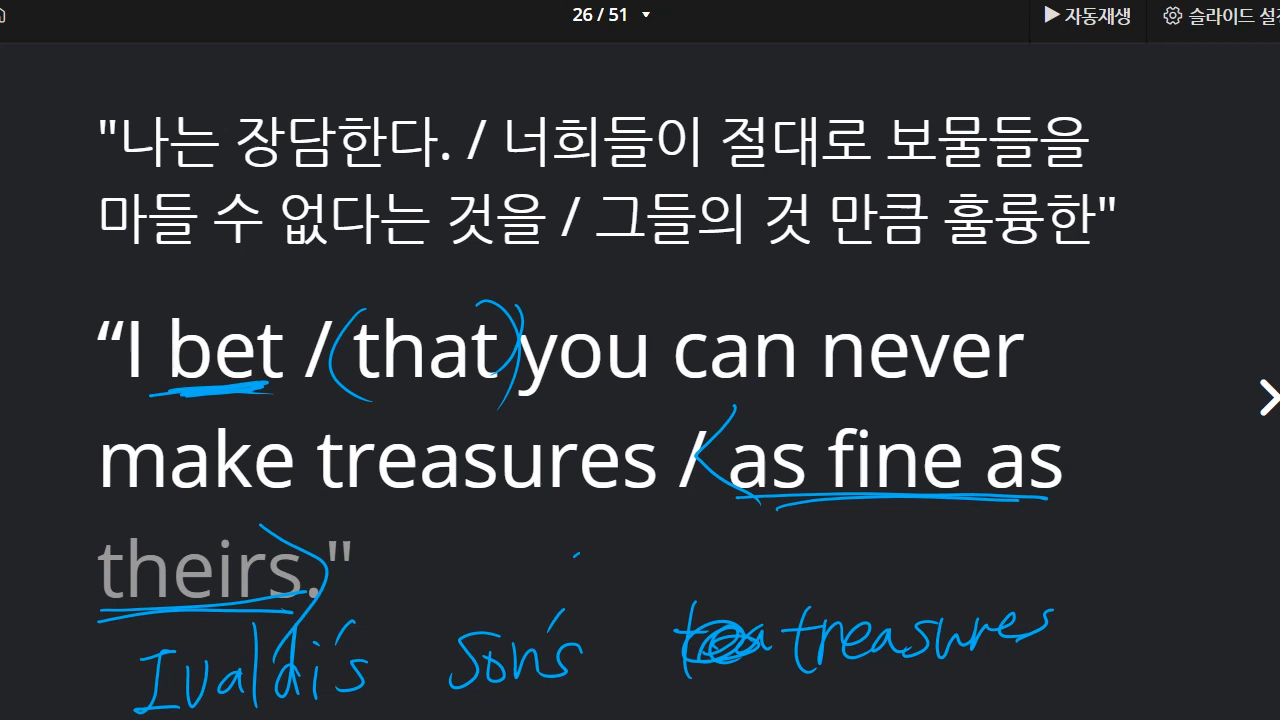 26 / 51
자동재생
슬라이드 설
"나는 장담한다. / 너희들이 절대로 보물들을
마들 수 없다는 것을 / 그들의 것 만큼 훌륭한"
“I bet / that you can never
make treasures / as fine as
theirs."
Ivaldi's son's treasures